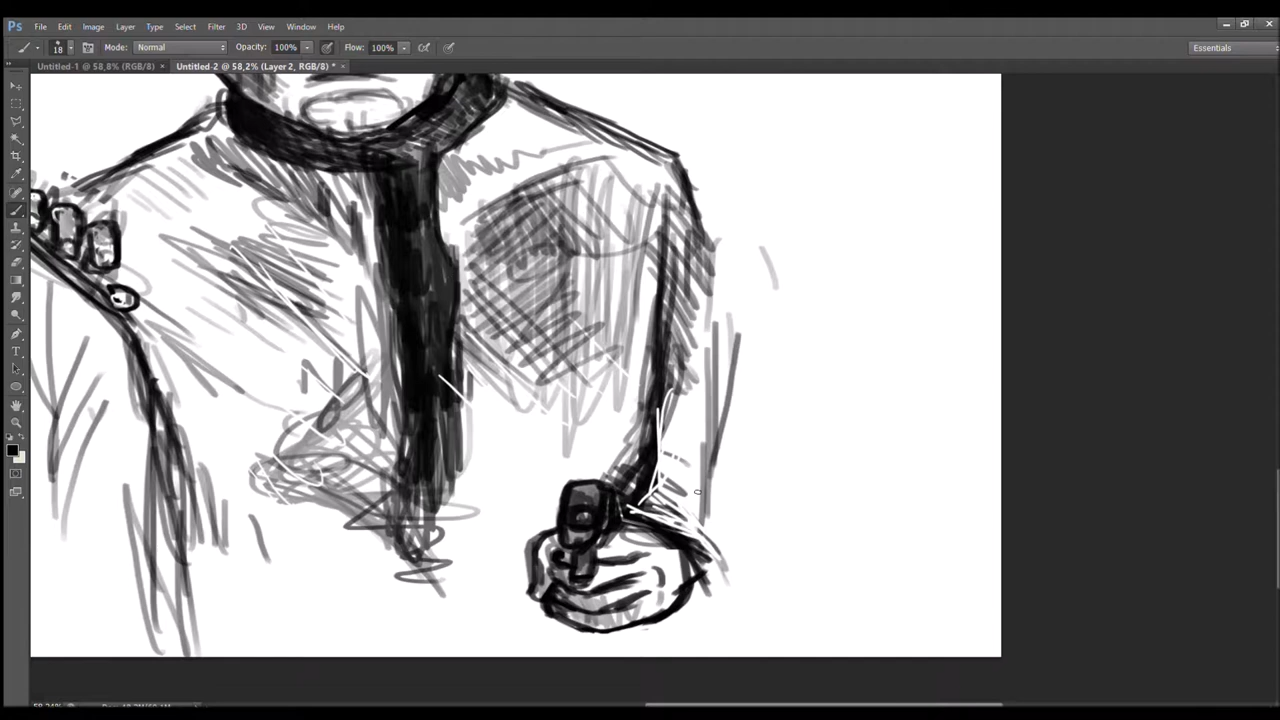 Ps File Edit Image Layer Type Select Filter 3D View Window Help
18 Mode: Normal Opacity: 100% Flow: 100% Essentials
Untitled-1 @ 58,8% (RGB/8) × Untitled-2 @ 58,2% (Layer 2, RGB/8) * ×